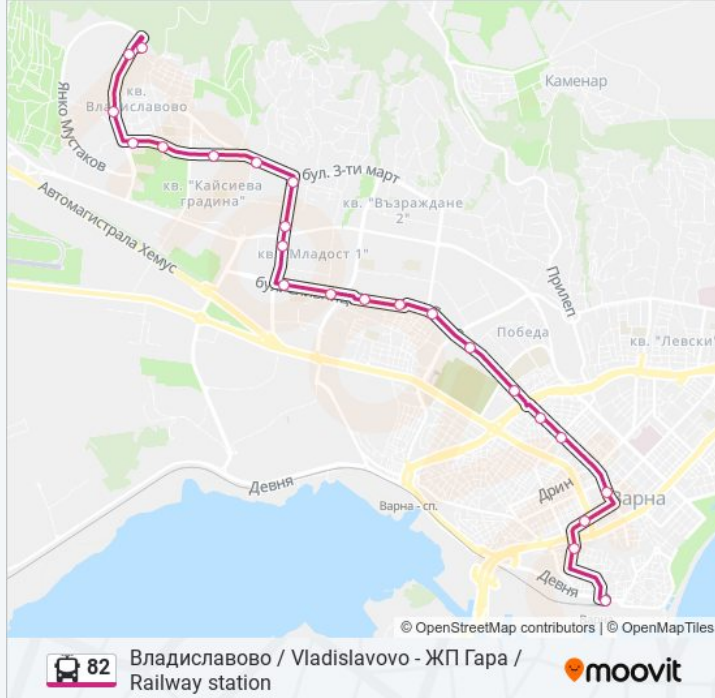 Каменар
кв.
Владиславово
Янко Мустаков
бул. 3-ти март
кв. "Кайсиева
градина"
кв. "Възраждане
2"
Автомагистрала Хемус
кв. "Младост 1"
бул.
Прилеп
Победа
кв. "Левски"
Девня
Дрин
Варна
Варна - сп.
Девня
© OpenStreetMap contributors | © OpenMapTiles
82
Владиславово / Vladislavovo - ЖП Гара /
Railway station
moovit